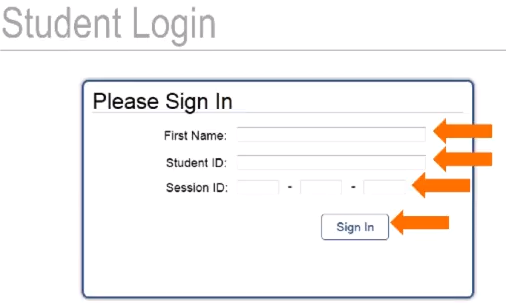 Student Login
Please Sign In
First Name:
Student ID:
Session ID: - -
Sign In